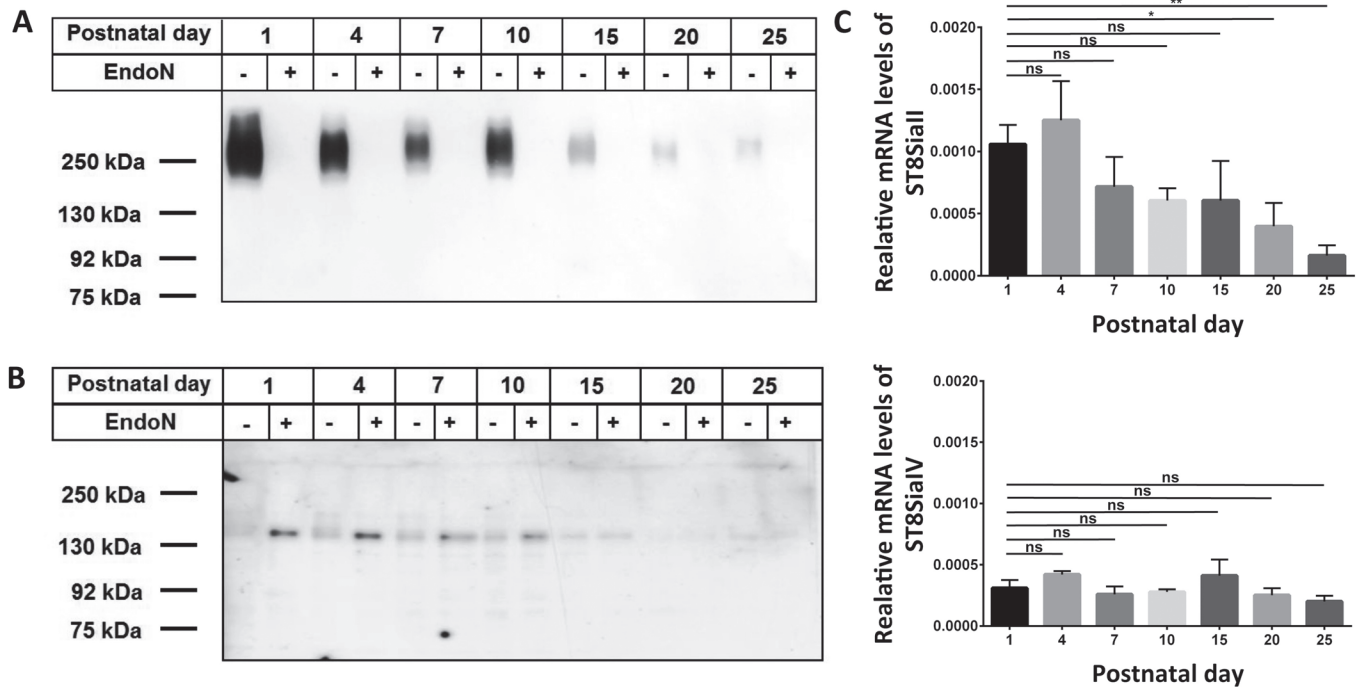 A
Postnatal day 1 4 7 10 15 20 25
EndoN - + - + - + - + - + - + - +
250 kDa
130 kDa
92 kDa
75 kDa
B
Postnatal day 1 4 7 10 15 20 25
EndoN - + - + - + - + - + - + - +
250 kDa
130 kDa
92 kDa
75 kDa
C
Realative mRNA levels of
ST8SiaII
**
*
ns
ns
ns
ns
0.0020
0.0015
0.0010
0.0005
0.0000
1 4 7 10 15 20 25
Postnatal day
Realative mRNA levels of
ST8SiaIV
0.0020
0.0015
0.0010
0.0005
0.0000
ns
ns
ns
ns
ns
ns
1 4 7 10 15 20 25
Postnatal day